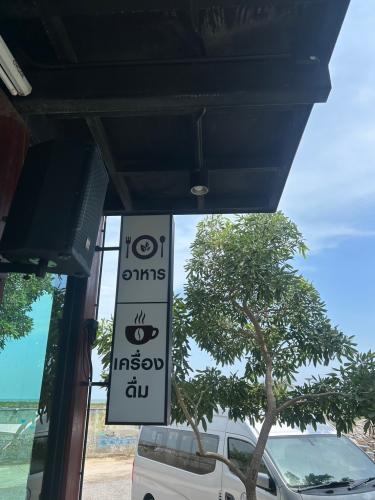 อาหาร
เครื่อง
ดื่ม